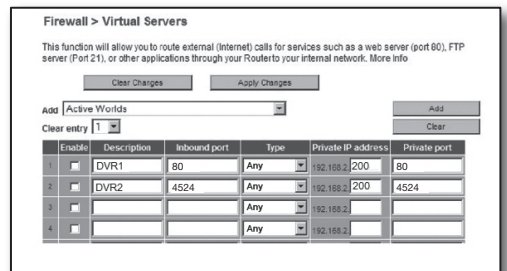 Firewall > Virtual Servers
This function will allow you to route external (Internet) calls for services such as a web server (port 80), FTP
server (Port 21), or other applications through your Router to your internal network. More Info
Clear Changes Apply Changes
Add Active Worlds Add
Clear entry 1 Clear
Enable Description Inbound port Type Private IP address Private port
1 DVR1 80 Any 192.168.2. 200 80
2 DVR2 4524 Any 192.168.2. 200 4524
3 Any 192.168.2.
4 Any 192.168.2.